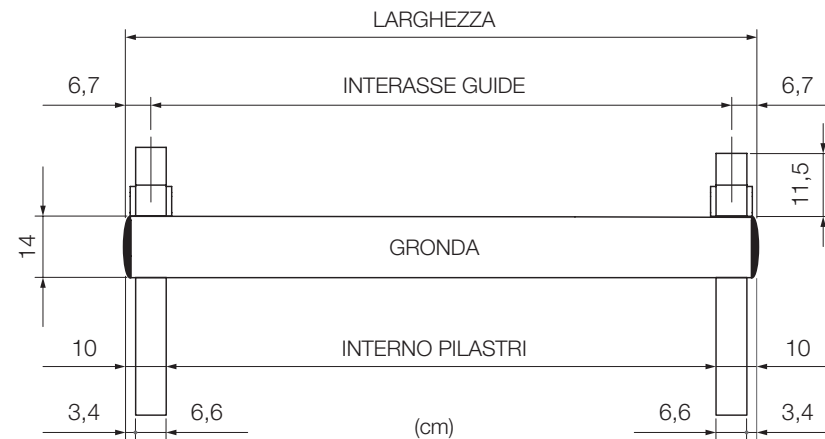 LARGHEZZA
6,7 INTERASSE GUIDE 6,7
11,5
14 GRONDA
10 INTERNO PILASTRI 10
3,4 6,6 (cm) 6,6 3,4